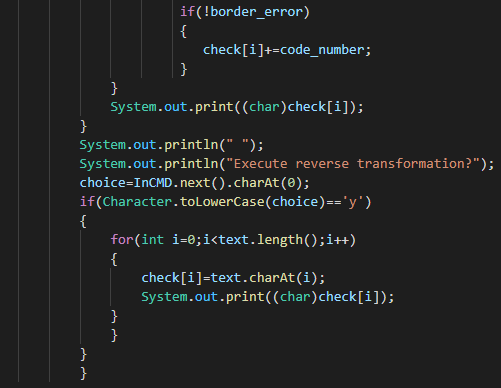 if(!border_error)
{
check[i]+=code_number;
}
}
System.out.print((char)check[i]);
}
System.out.println(" ");
System.out.println("Execute reverse transformation?");
choice=InCMD.next().charAt(0);
if(Character.toLowerCase(choice)=='y')
{
for(int i=0;i<text.length();i++)
{
check[i]=text.charAt(i);
System.out.print((char)check[i]);
}
}
}
}